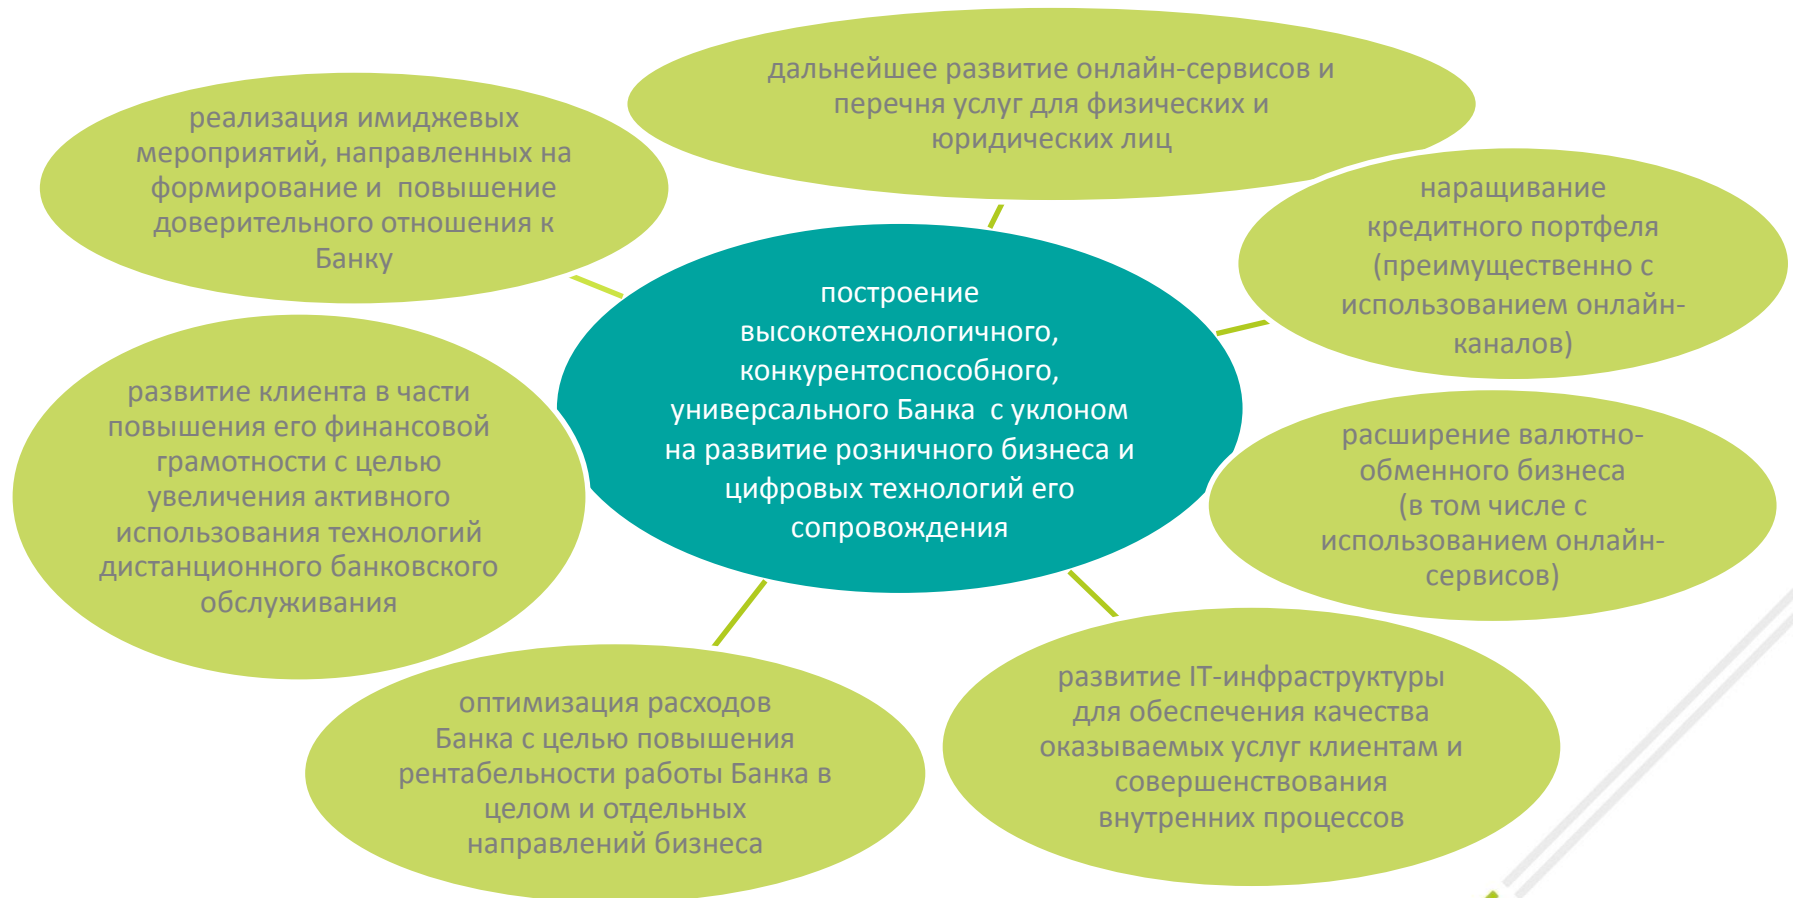 дальнейшее развитие онлайн-сервисов и
перечня услуг для физических и
юридических лиц
реализация имиджевых
мероприятий, направленных на
формирование и  повышение
доверительного отношения к
Банку
наращивание
кредитного портфеля
(преимущественно с
использованием онлайн-
каналов)
построение
высокотехнологичного,
конкурентоспособного,
универсального Банка  с уклоном
на развитие розничного бизнеса и
цифровых технологий его
сопровождения
развитие клиента в части
повышения его финансовой
грамотности с целью
увеличения активного
использования технологий
дистанционного банковского
обслуживания
расширение валютно-
обменного бизнеса
(в том числе с
использованием онлайн-
сервисов)
оптимизация расходов
Банка с целью повышения
рентабельности работы Банка в
целом и отдельных
направлений бизнеса
развитие IT-инфраструктуры
для обеспечения качества
оказываемых услуг клиентам и
совершенствования
внутренних процессов